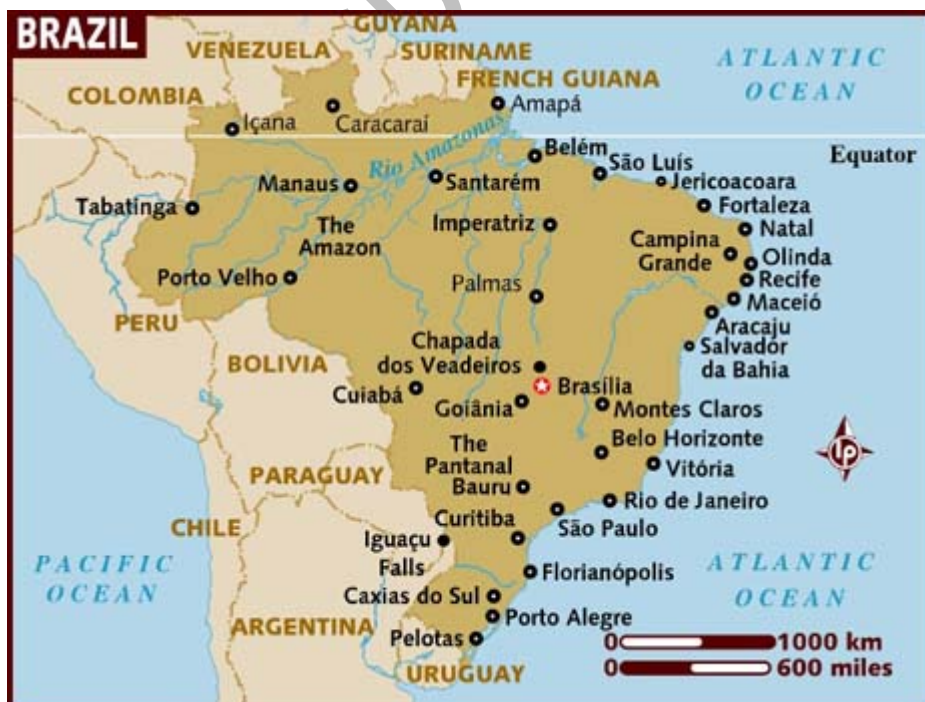 BRAZIL
GUYANA
VENEZUELA
SURINAME
FRENCH GUIANA
ATLANTIC
OCEAN
COLOMBIA
Amapá
Içana
Caracaraí
Rio Amazonas
Belém
Equator
São Luís
Jericoacoara
Manaus
Santarém
Tabatinga
Fortaleza
The
Amazon
Imperatriz
Natal
Campina
Grande
Olinda
Porto Velho
Recife
Palmas
Maceió
PERU
Aracaju
Chapada
dos Veadeiros
Salvador
da Bahia
BOLIVIA
Cuiabá
Brasília
Goiânia
Montes Claros
The
Pantanal
Belo Horizonte
PARAGUAY
Vitória
Bauru
Rio de Janeiro
CHILE
Curitiba
São Paulo
Iguaçu
Falls
PACIFIC
OCEAN
Florianópolis
ATLANTIC
OCEAN
Caxias do Sul
Porto Alegre
ARGENTINA
Pelotas
URUGUAY
0 1000 km
0 600 miles
lp